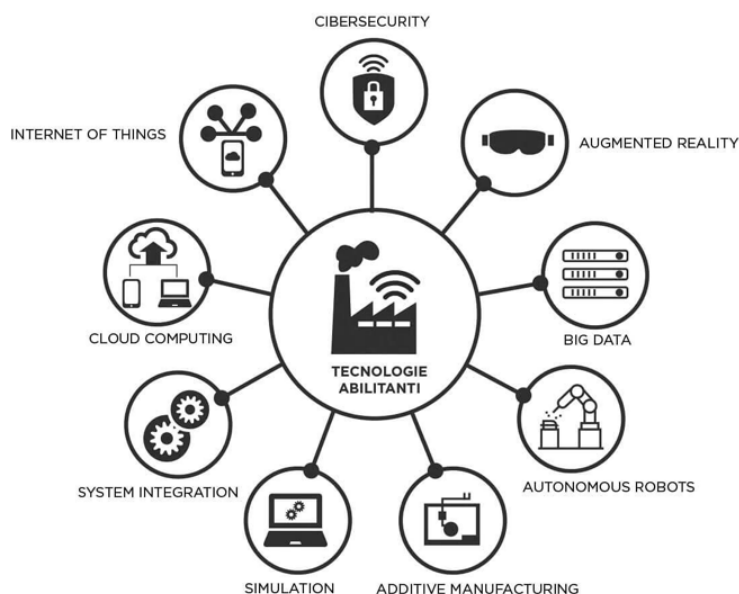 CIBERSECURITY
INTERNET OF THINGS
AUGMENTED REALITY
CLOUD COMPUTING
BIG DATA
TECNOLOGIE
ABILITANTI
SYSTEM INTEGRATION
AUTONOMOUS ROBOTS
SIMULATION
ADDITIVE MANUFACTURING